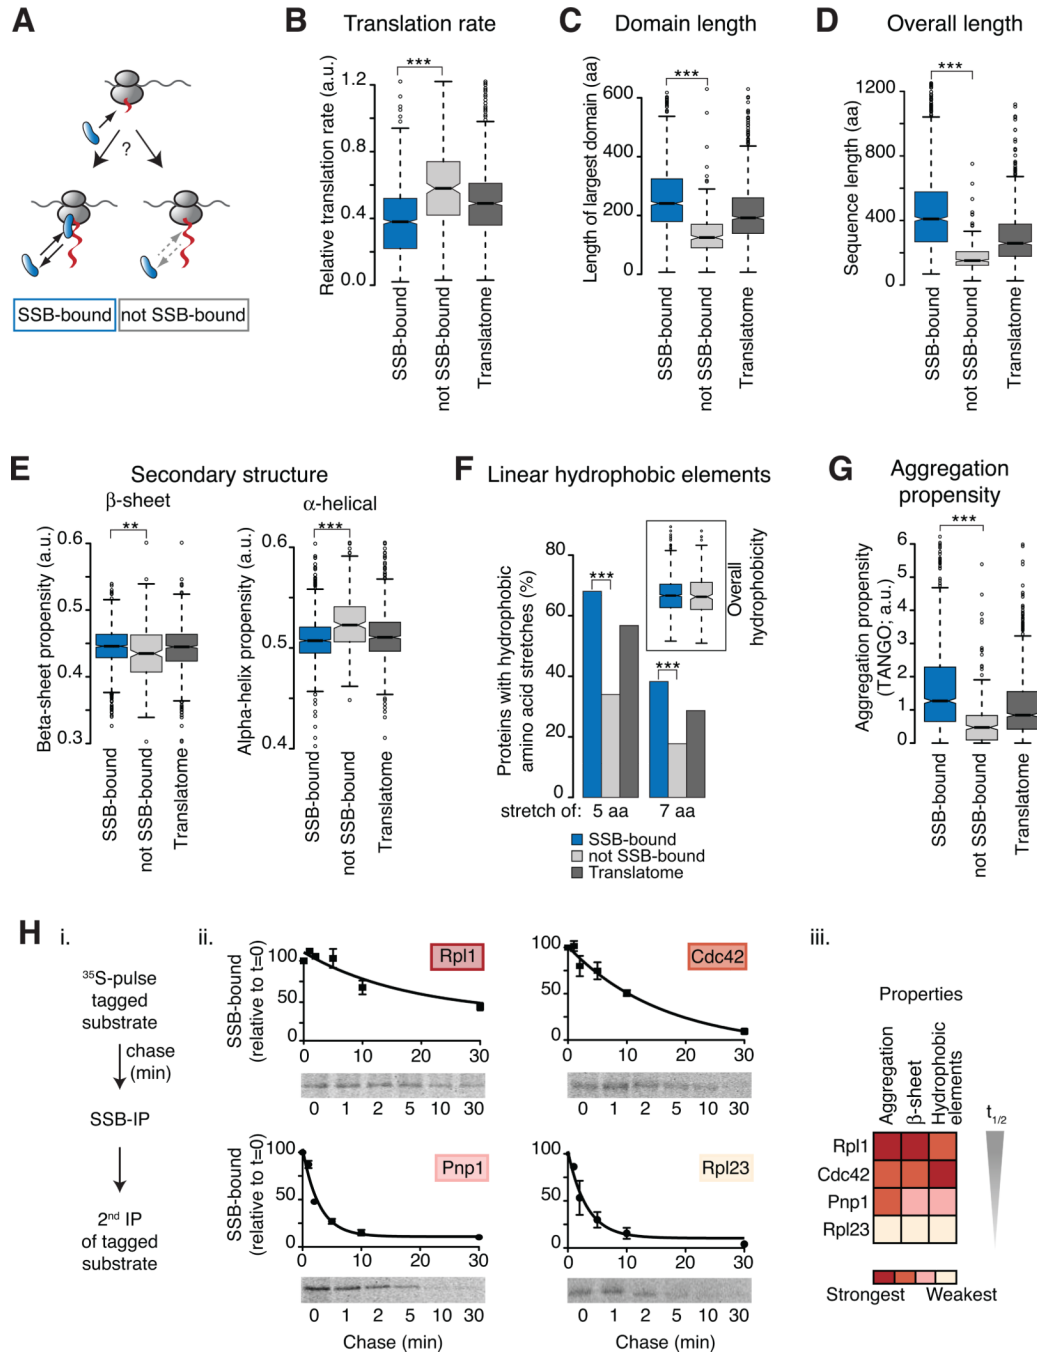 A
?
SSB-bound
not SSB-bound
B
Translation rate
Relative translation rate (a.u.)
1.2
0.8
0.4
0.0
***
SSB-bound
not SSB-bound
Translatome
C
Domain length
Length of largest domain (aa)
600
400
200
0
***
SSB-bound
not SSB-bound
Translatome
D
Overall length
Sequence length (aa)
1200
800
400
0
***
SSB-bound
not SSB-bound
Translatome
E
Secondary structure
β-sheet
Beta-sheet propensity (a.u.)
0.6
0.5
0.4
0.3
**
SSB-bound
not SSB-bound
Translatome
α-helical
Alpha-helix propensity (a.u.)
0.6
0.5
0.4
***
SSB-bound
not SSB-bound
Translatome
F
Linear hydrophobic elements
Proteins with hydrophobic
amino acid stretches (%)
80
60
40
20
0
***
***
Overall
hydrophobicity
stretch of: 5 aa 7 aa
SSB-bound
not SSB-bound
Translatome
G
Aggregation
propensity
Aggregation propensity
(TANGO; a.u.)
6
5
4
3
2
1
0
***
SSB-bound
not SSB-bound
Translatome
H
i.
35S-pulse
tagged
substrate
chase
(min)
SSB-IP
2nd IP
of tagged
substrate
ii.
SSB-bound
(relative to t=0)
100
50
0
Rpl1
0 10 20 30
0 1 2 5 10 30
100
50
0
Cdc42
0 10 20 30
0 1 2 5 10 30
SSB-bound
(relative to t=0)
100
50
0
Pnp1
0 10 20 30
0 1 2 5 10 30
Chase (min)
100
50
0
Rpl23
0 10 20 30
0 1 2 5 10 30
Chase (min)
iii.
Properties
Aggregation
β-sheet
Hydrophobic
elements
t1/2
Rpl1
Cdc42
Pnp1
Rpl23
Strongest Weakest